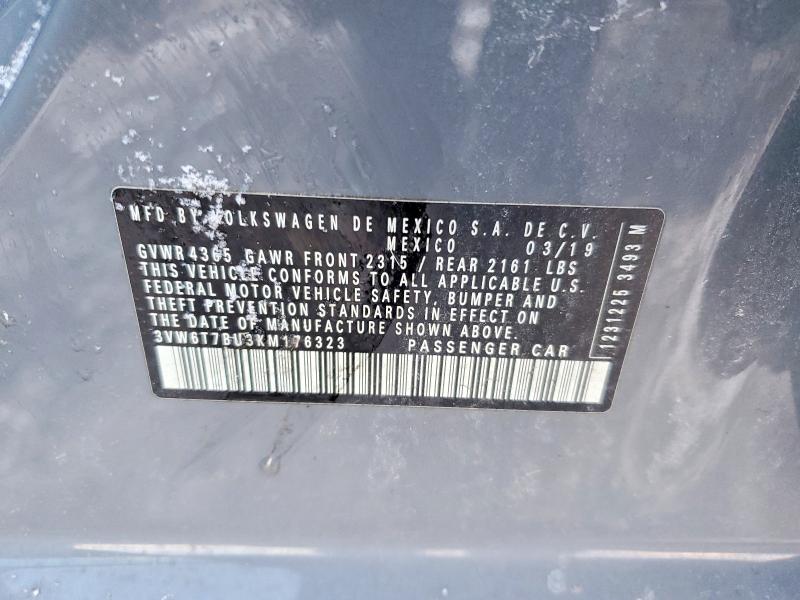 MFD BY VOLKSWAGEN DE MEXICO S.A. DE C.V.
MEXICO 03/19
GVWR 4365 GAWR FRONT 2315 / REAR 2161 LBS
THIS VEHICLE CONFORMS TO ALL APPLICABLE U.S.
FEDERAL MOTOR VEHICLE SAFETY, BUMPER AND
THEFT PREVENTION STANDARDS IN EFFECT ON
THE DATE OF MANUFACTURE SHOWN ABOVE.
3VW6T7BU3KM176323 PASSENGER CAR
1231226 3493 M